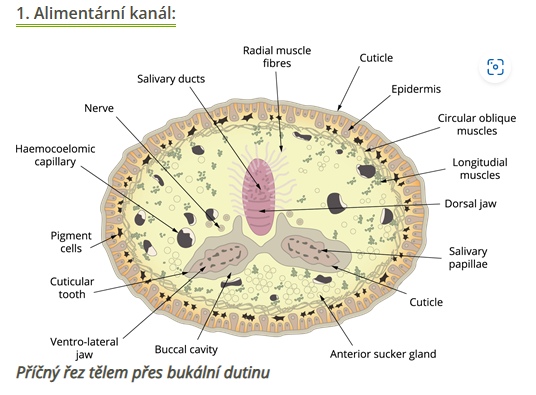 1. Alimentární kanál:
Radial muscle
fibres
Cuticle
Salivary ducts
Epidermis
Nerve
Circular oblique
muscles
Haemocoelomic
capillary
Longitudial
muscles
Dorsal jaw
Pigment
cells
Salivary
papillae
Cuticular
tooth
Cuticle
Ventro-lateral
jaw
Buccal cavity
Anterior sucker gland
Příčný řez tělem přes bukální dutinu